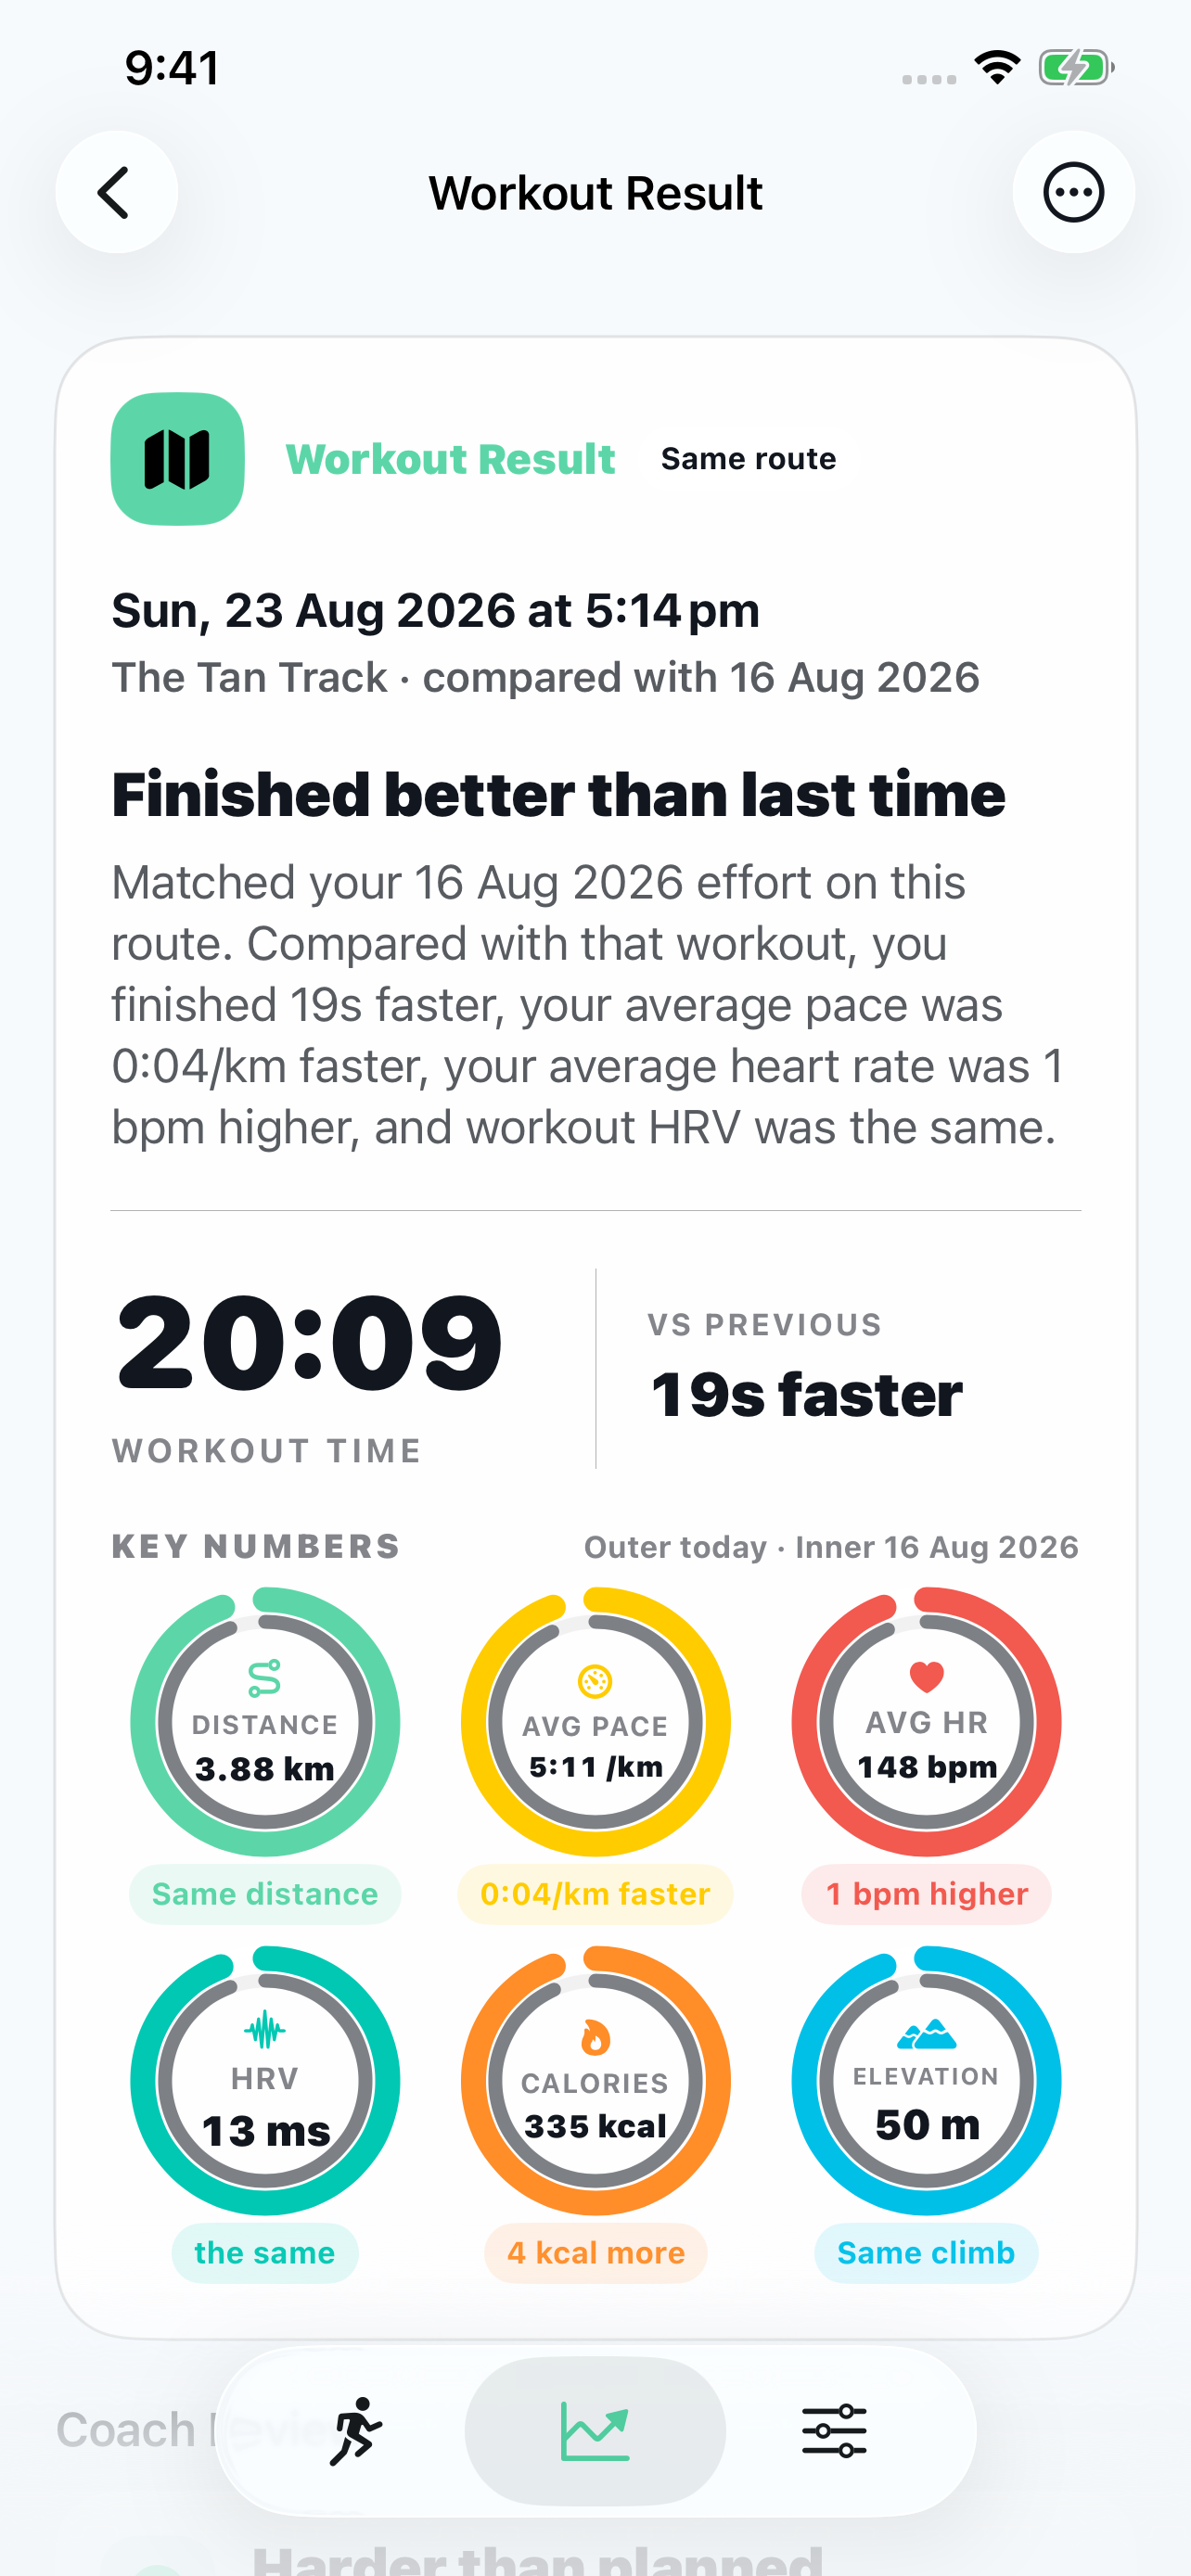 9:41
Workout Result
Workout Result Same route
Sun, 23 Aug 2026 at 5:14 pm
The Tan Track · compared with 16 Aug 2026
Finished better than last time
Matched your 16 Aug 2026 effort on this
route. Compared with that workout, you
finished 19s faster, your average pace was
0:04/km faster, your average heart rate was 1
bpm higher, and workout HRV was the same.
20:09
WORKOUT TIME
VS PREVIOUS
19s faster
KEY NUMBERS
Outer today · Inner 16 Aug 2026
DISTANCE
3.88 km
Same distance
AVG PACE
5:11 /km
0:04/km faster
AVG HR
148 bpm
1 bpm higher
HRV
13 ms
the same
CALORIES
335 kcal
4 kcal more
ELEVATION
50 m
Same climb
Coach
Harder than planned